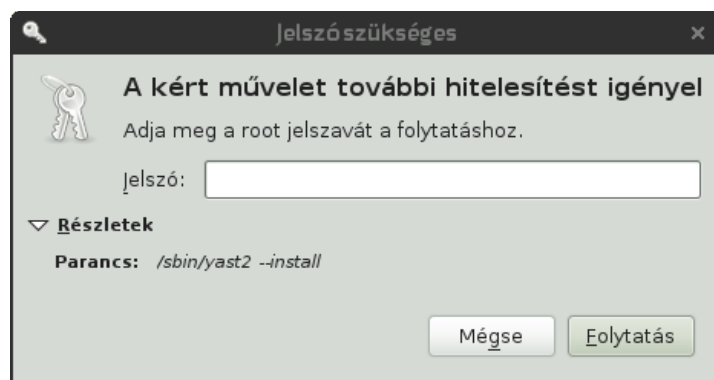 Jelszó szükséges
A kért művelet további hitelesítést igényel
Adja meg a root jelszavát a folytatáshoz.
Jelszó:
Részletek
Parancs: /sbin/yast2 --install
Mégse Folytatás